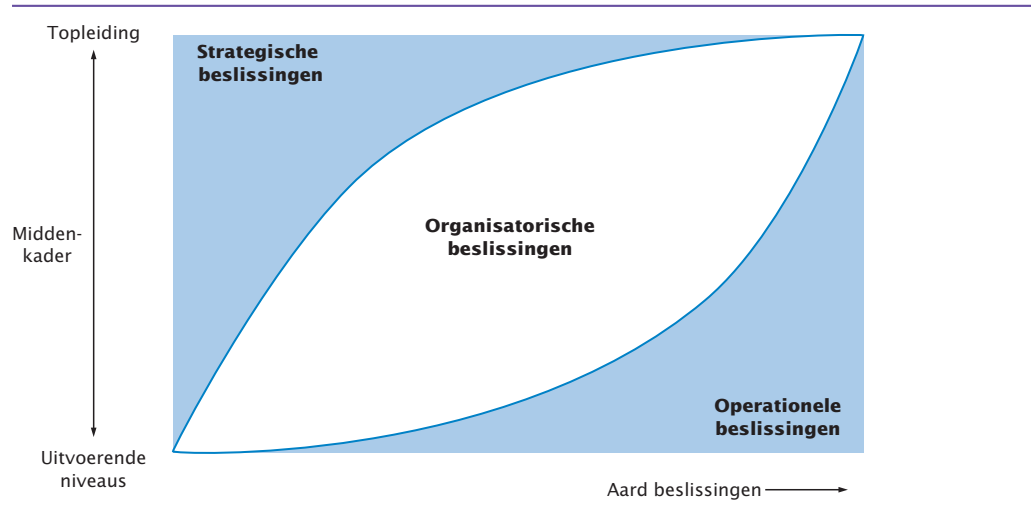 Topleiding
Strategische
beslissingen
Midden-
kader
Organisatorische
beslissingen
Operationele
beslissingen
Uitvoerende
niveaus
Aard beslissingen